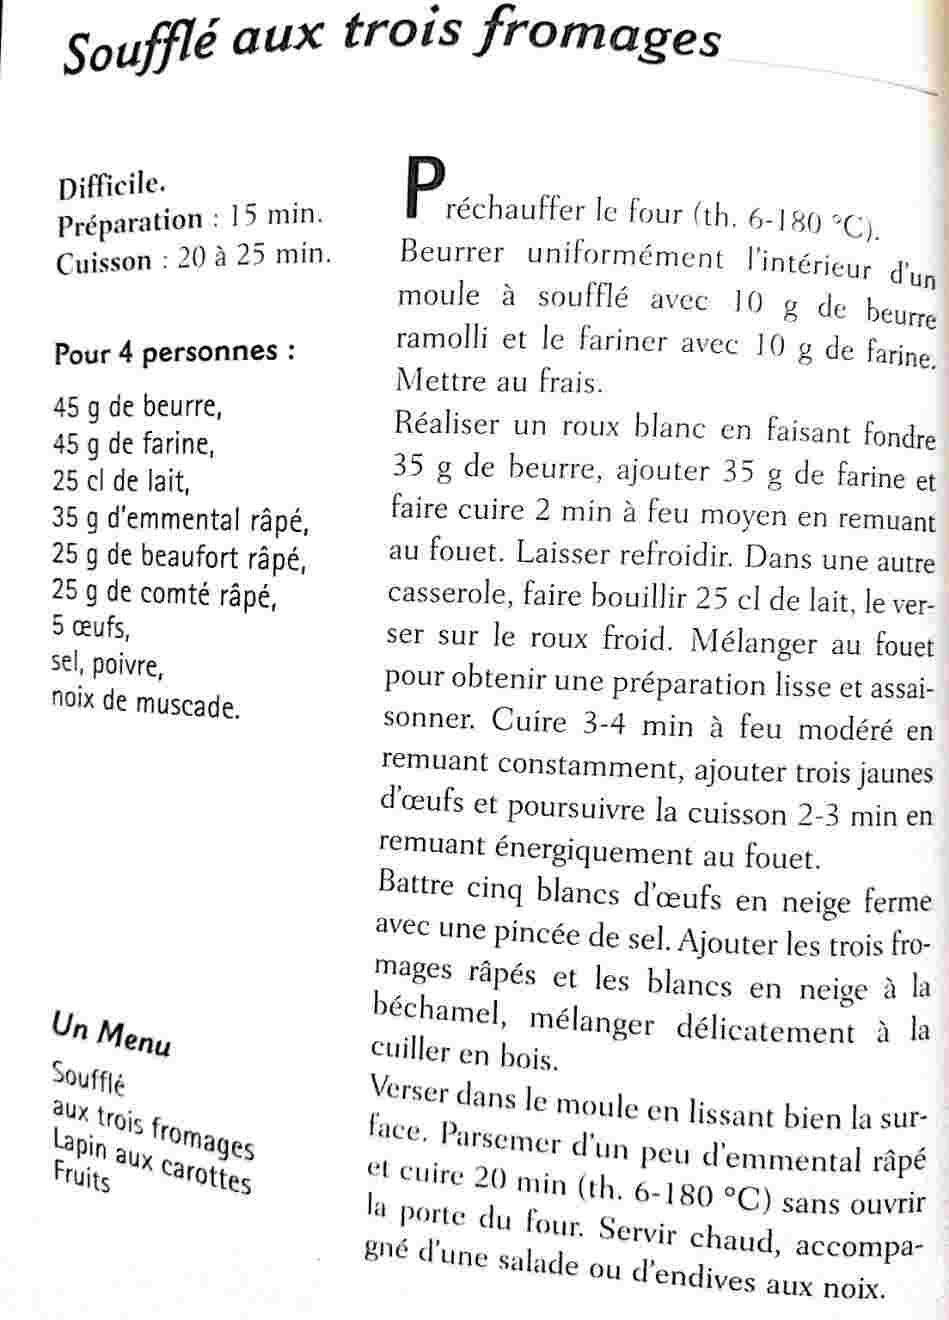 Soufflé aux trois fromages
Difficile.
Préparation : 15 min.
Cuisson : 20 à 25 min.
Pour 4 personnes :
45 g de beurre,
45 g de farine,
25 cl de lait,
35 g d'emmental râpé,
25 g de beaufort râpé,
25 g de comté râpé,
5 œufs,
sel, poivre,
noix de muscade.
Un Menu
Soufflé
aux trois fromages
Lapin aux carottes
Fruits
Préchauffer le four (th. 6-180 °C).
Beurrer uniformément l'intérieur d'un
moule à soufflé avec 10 g de beurre
ramolli et le fariner avec 10 g de farine.
Mettre au frais.
Réaliser un roux blanc en faisant fondre
35 g de beurre, ajouter 35 g de farine et
faire cuire 2 min à feu moyen en remuant
au fouet. Laisser refroidir. Dans une autre
casserole, faire bouillir 25 cl de lait, le ver-
ser sur le roux froid. Mélanger au fouet
pour obtenir une préparation lisse et assai-
sonner. Cuire 3-4 min à feu modéré en
remuant constamment, ajouter trois jaunes
d'œufs et poursuivre la cuisson 2-3 min en
remuant énergiquement au fouet.
Battre cinq blancs d'œufs en neige ferme
avec une pincée de sel. Ajouter les trois fro-
mages râpés et les blancs en neige à la
béchamel, mélanger délicatement à la
cuiller en bois.
Verser dans le moule en lissant bien la sur-
face. Parsemer d'un peu d'emmental râpé
et cuire 20 min (th. 6-180 °C) sans ouvrir
la porte du four. Servir chaud, accompa-
gné d'une salade ou d'endives aux noix.